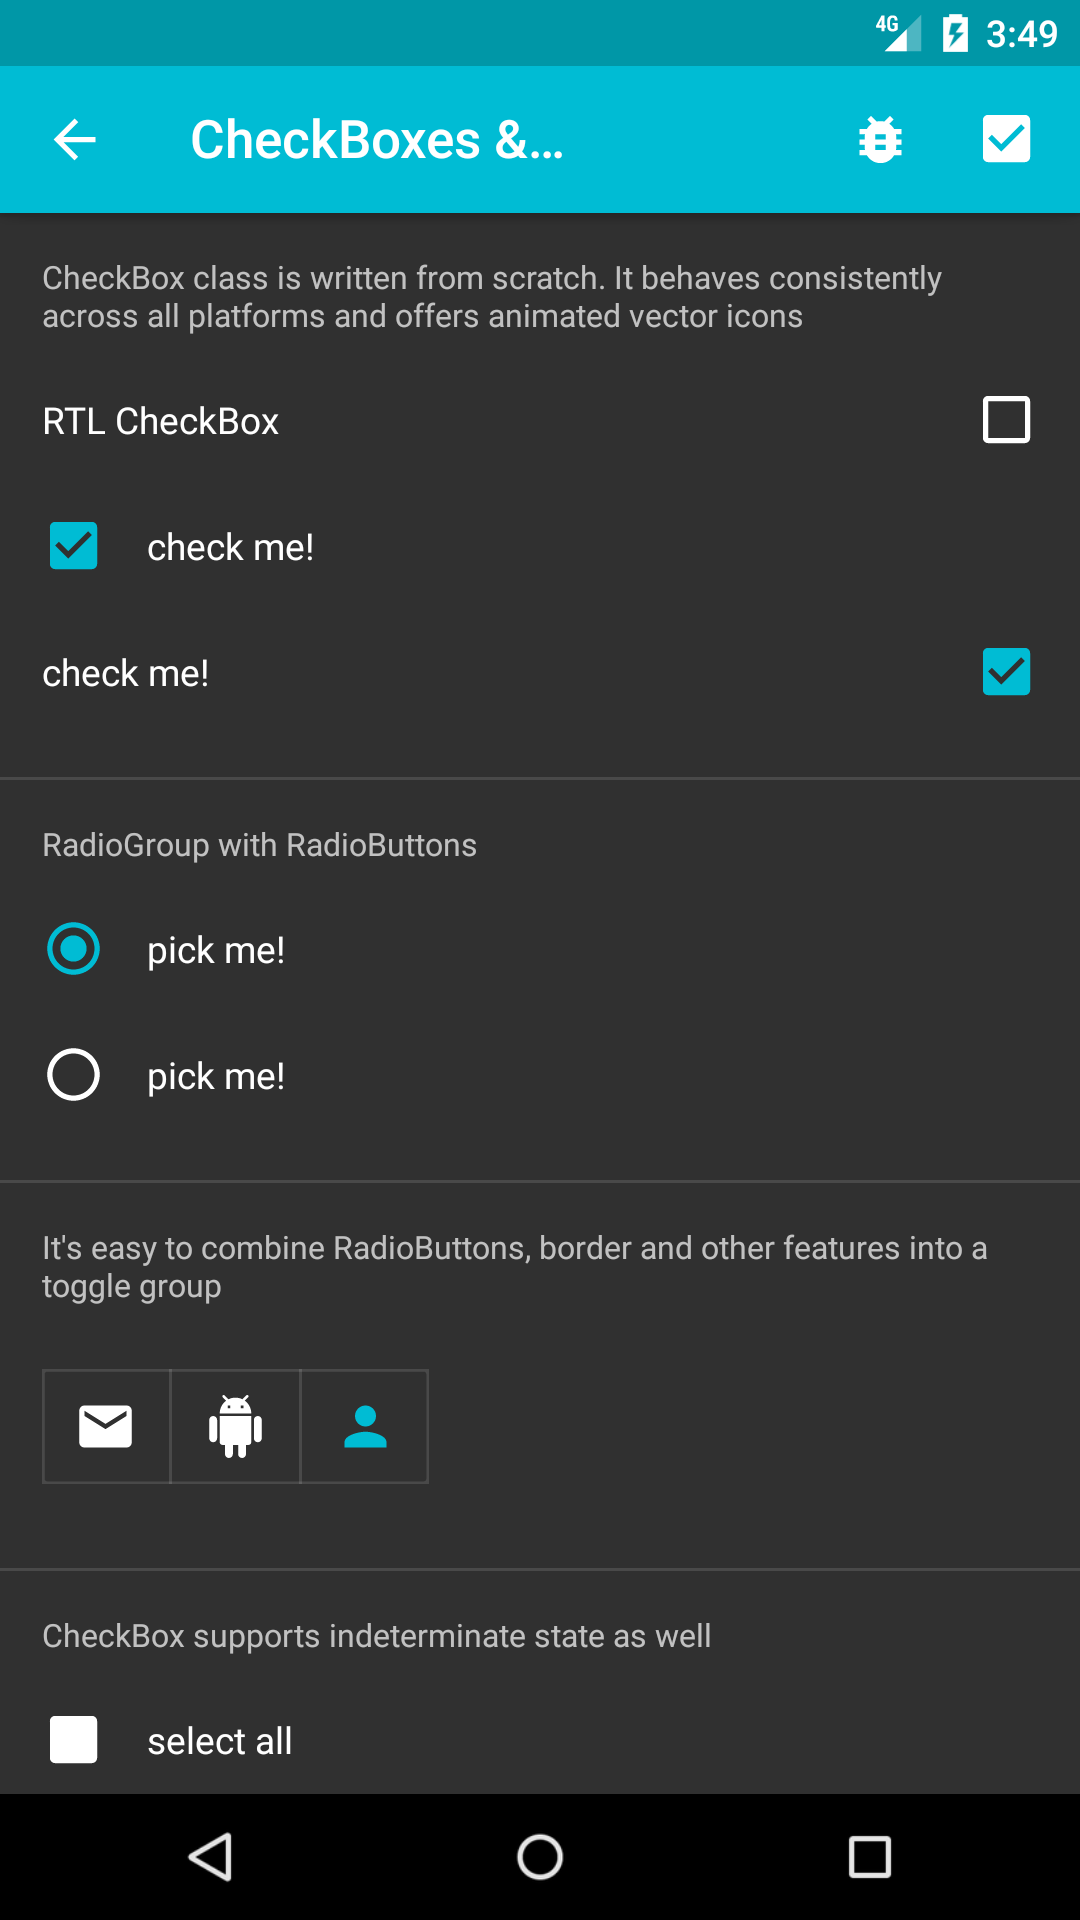 4G 3:49
CheckBoxes &...
CheckBox class is written from scratch. It behaves consistently
across all platforms and offers animated vector icons
RTL CheckBox
check me!
check me!
RadioGroup with RadioButtons
pick me!
pick me!
It's easy to combine RadioButtons, border and other features into a
toggle group
CheckBox supports indeterminate state as well
select all